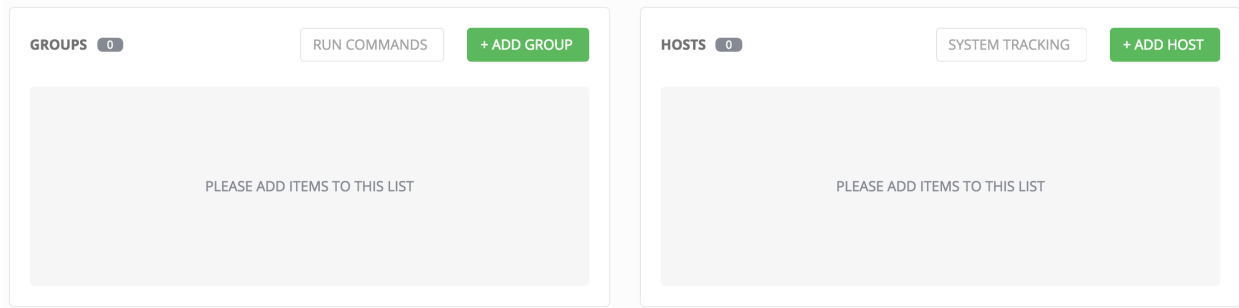 GROUPS 0 RUN COMMANDS + ADD GROUP
PLEASE ADD ITEMS TO THIS LIST
HOSTS 0 SYSTEM TRACKING + ADD HOST
PLEASE ADD ITEMS TO THIS LIST